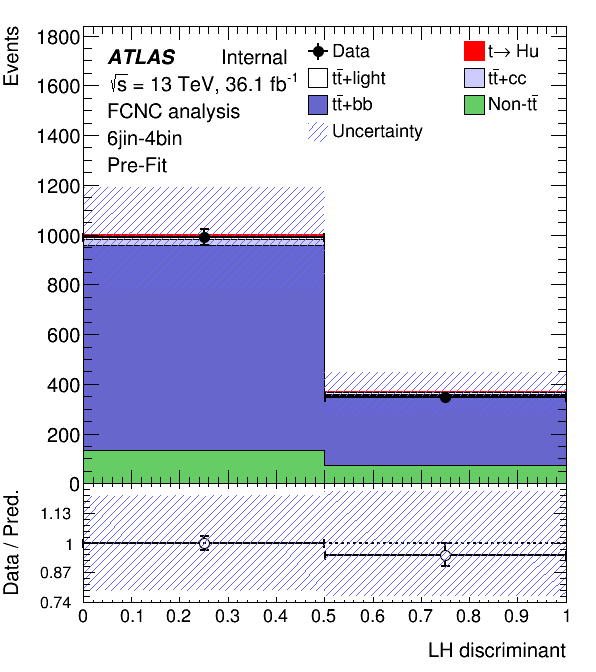 Events
1800
1600
1400
1200
1000
800
600
400
200
0
ATLAS Internal
√s = 13 TeV, 36.1 fb⁻¹
FCNC analysis
6jin-4bin
Pre-Fit
Data
t→ Hu
tt̄+light
tt̄+cc
tt̄+bb
Non-tt̄
Uncertainty
Data / Pred.
1.13
1
0.87
0.74
0 0.1 0.2 0.3 0.4 0.5 0.6 0.7 0.8 0.9 1
LH discriminant